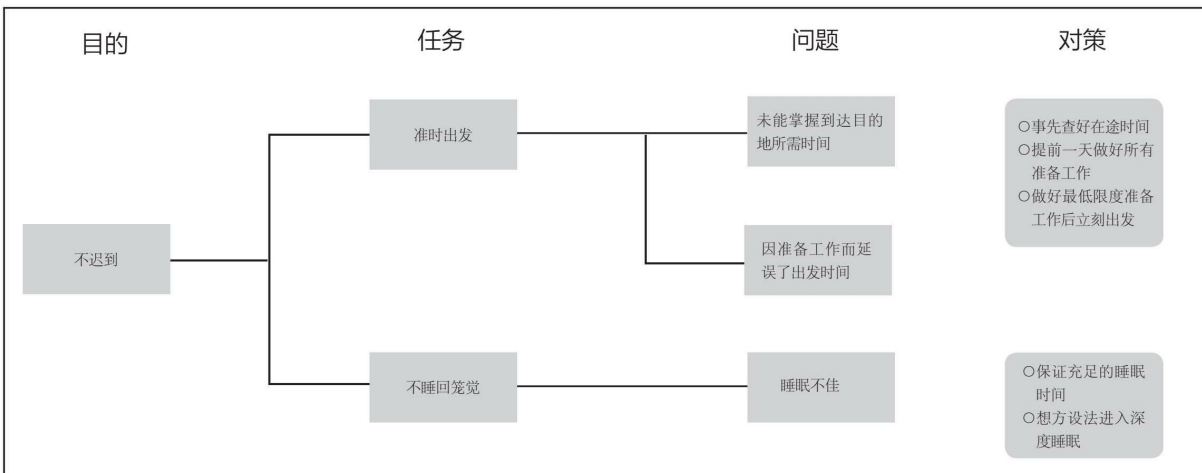 目的
任务
问题
对策
不迟到
准时出发
不睡回笼觉
未能掌握到达目的
地所需时间
因准备工作而延
误了出发时间
睡眠不佳
○事先查好在途时间
○提前一天做好所有
准备工作
○做好最低限度准备
工作后立刻出发
○保证充足的睡眠
时间
○想方设法进入深
度睡眠